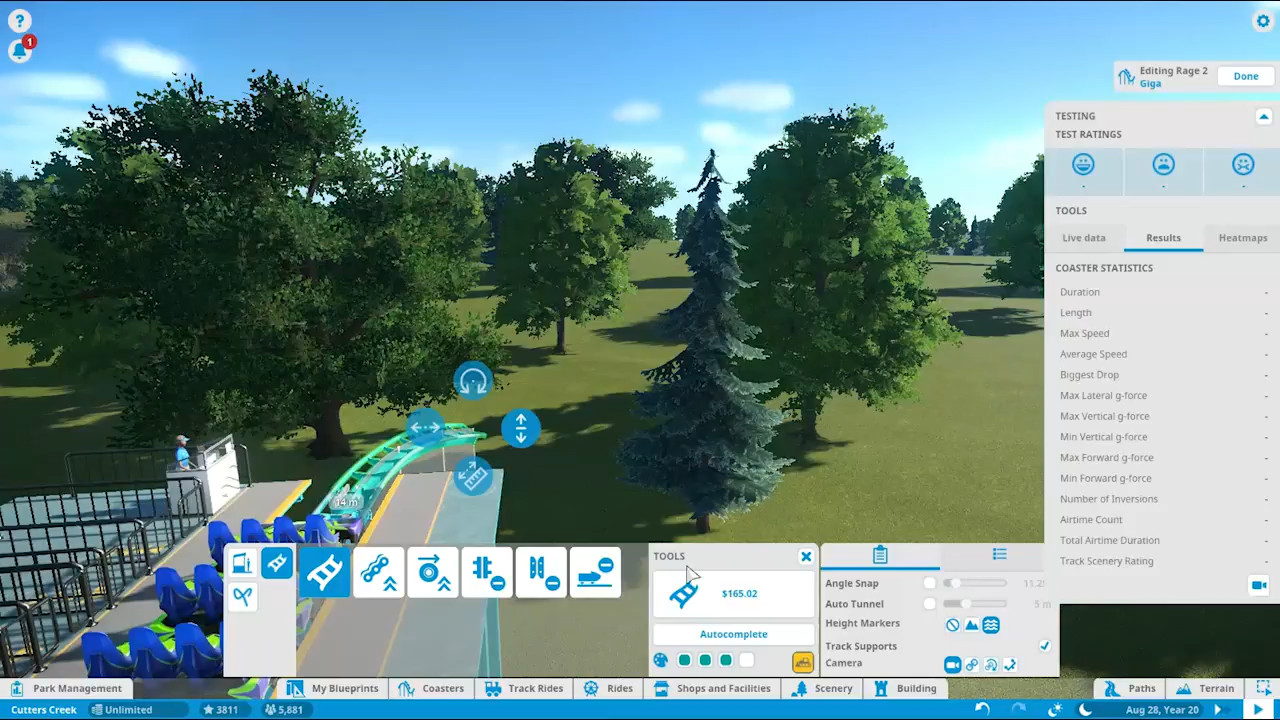 ?
1
Editing Rage 2
Giga
Done
TESTING
TEST RATINGS
- - -
TOOLS
Live data Results Heatmaps
COASTER STATISTICS
Duration -
Length -
Max Speed -
Average Speed -
Biggest Drop -
Max Lateral g-force -
Max Vertical g-force -
Min Vertical g-force -
Max Forward g-force -
Min Forward g-force -
Number of Inversions -
Airtime Count -
Total Airtime Duration -
Track Scenery Rating -
14 m
TOOLS
$165.02
Autocomplete
Angle Snap 11.2
Auto Tunnel 5 m
Height Markers
Track Supports
Camera
Park Management My Blueprints Coasters Track Rides Rides Shops and Facilities Scenery Building Paths Terrain
Cutters Creek Unlimited 3811 5,881 Aug 28, Year 20